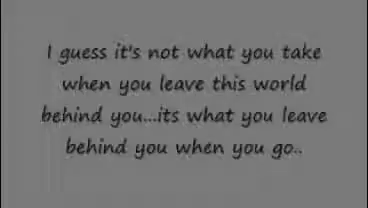 I guess it's not what you take
when you leave this world
behind you...its what you leave
behind you when you go..